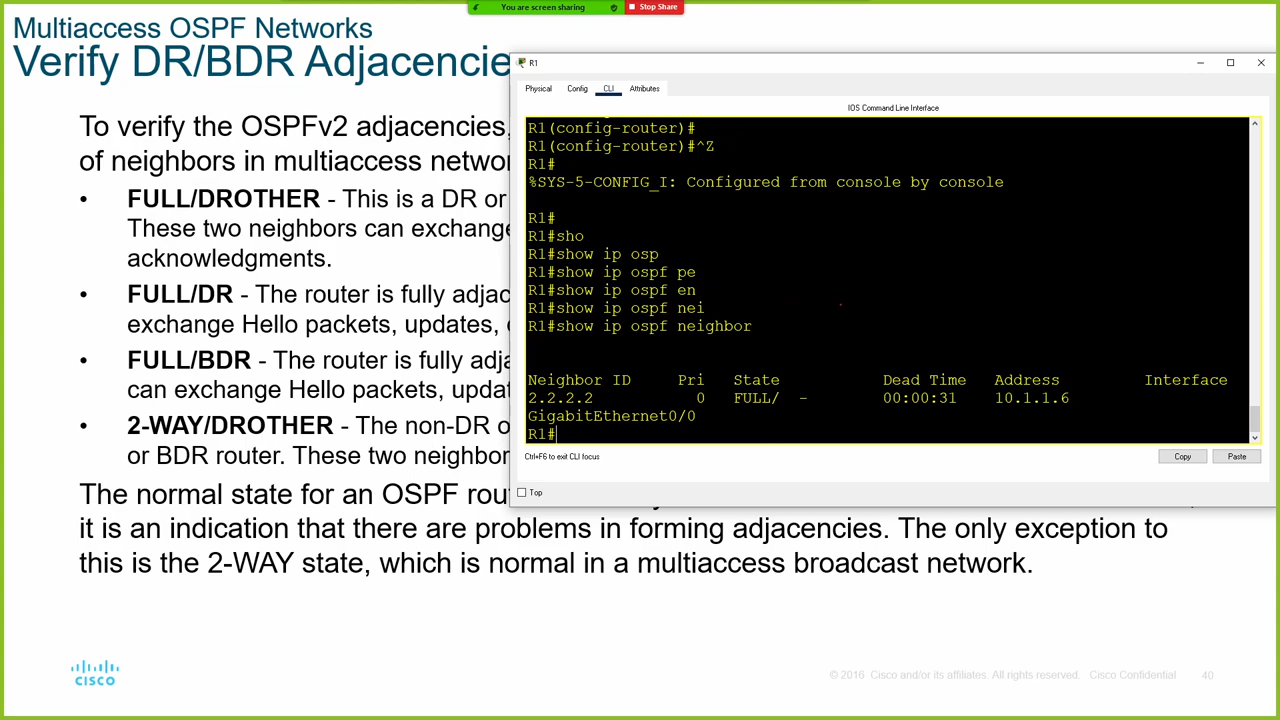 You are screen sharing
Stop Share
Multiaccess OSPF Networks
Verify DR/BDR Adjacencie
To verify the OSPFv2 adjacencies,
of neighbors in multiaccess networ
• FULL/DROTHER - This is a DR or
These two neighbors can exchange
acknowledgments.
• FULL/DR - The router is fully adjac
exchange Hello packets, updates,
• FULL/BDR - The router is fully adja
can exchange Hello packets, updat
• 2-WAY/DROTHER - The non-DR o
or BDR router. These two neighbor
The normal state for an OSPF rout
it is an indication that there are problems in forming adjacencies. The only exception to
this is the 2-WAY state, which is normal in a multiaccess broadcast network.
R1
Physical Config CLI Attributes
IOS Command Line Interface
R1(config-router)#
R1(config-router)#^Z
R1#
%SYS-5-CONFIG_I: Configured from console by console
R1#
R1#sho
R1#show ip osp
R1#show ip ospf pe
R1#show ip ospf en
R1#show ip ospf nei
R1#show ip ospf neighbor
Neighbor ID Pri State Dead Time Address Interface
2.2.2.2 0 FULL/ - 00:00:31 10.1.1.6
GigabitEthernet0/0
R1#
Ctrl+F6 to exit CLI focus
Copy Paste
Top
CISCO
© 2016 Cisco and/or its affiliates. All rights reserved. Cisco Confidential 40